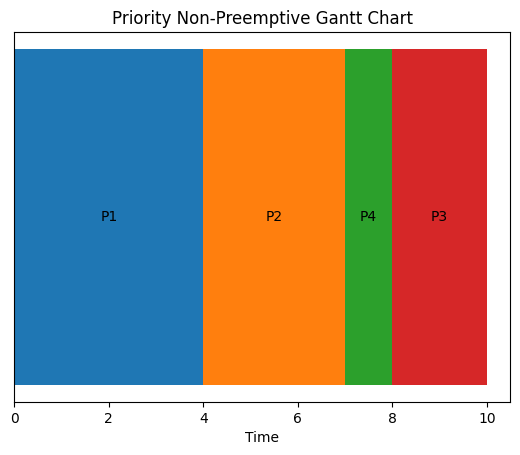 Priority Non-Preemptive Gantt Chart
P1 P2 P4 P3
0 2 4 6 8 10
Time